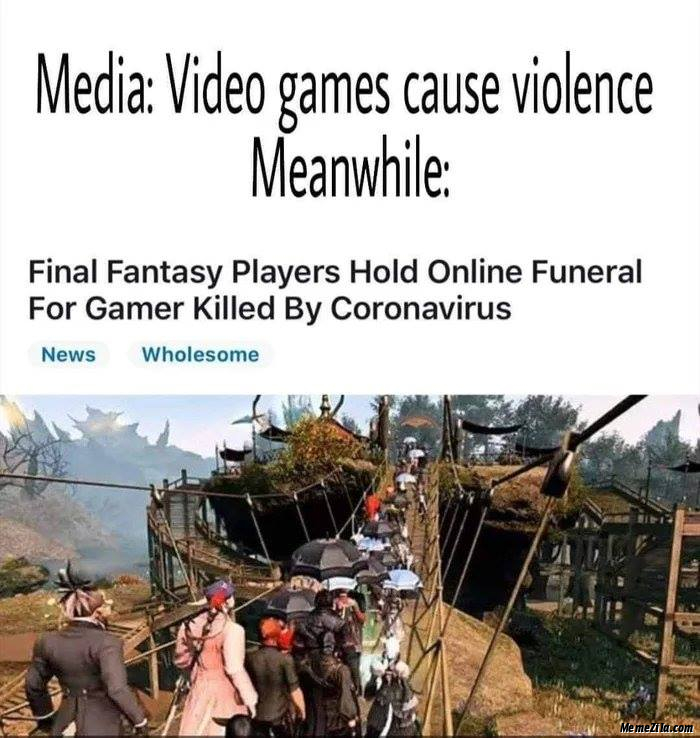 Media: Video games cause violence
Meanwhile:
Final Fantasy Players Hold Online Funeral
For Gamer Killed By Coronavirus
News Wholesome
MemeZila.com